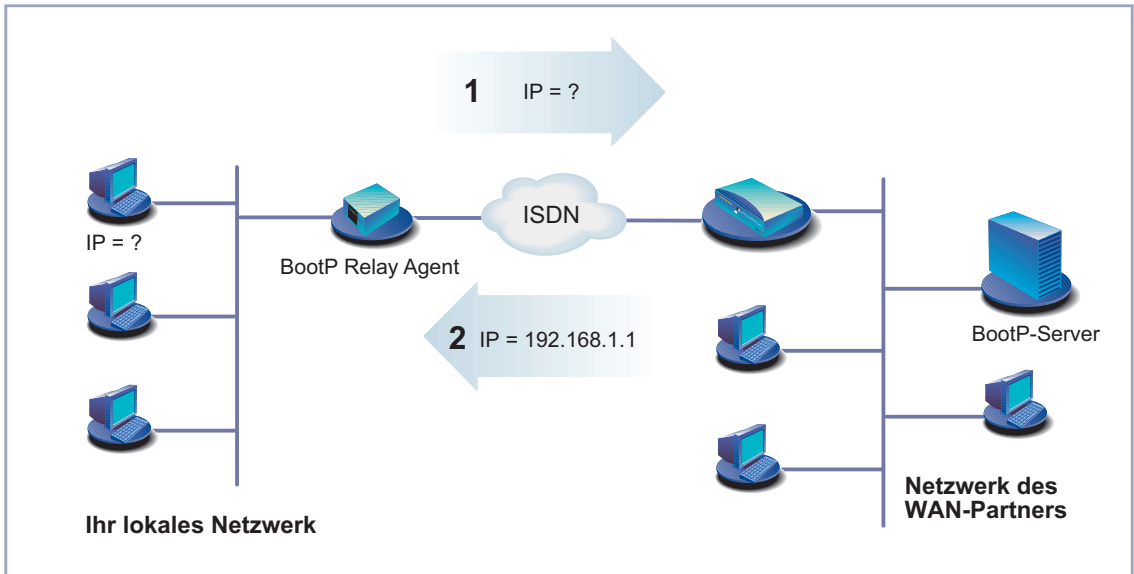 1 IP = ?
ISDN
IP = ?
BootP Relay Agent
2 IP = 192.168.1.1
BootP-Server
Ihr lokales Netzwerk
Netzwerk des
WAN-Partners